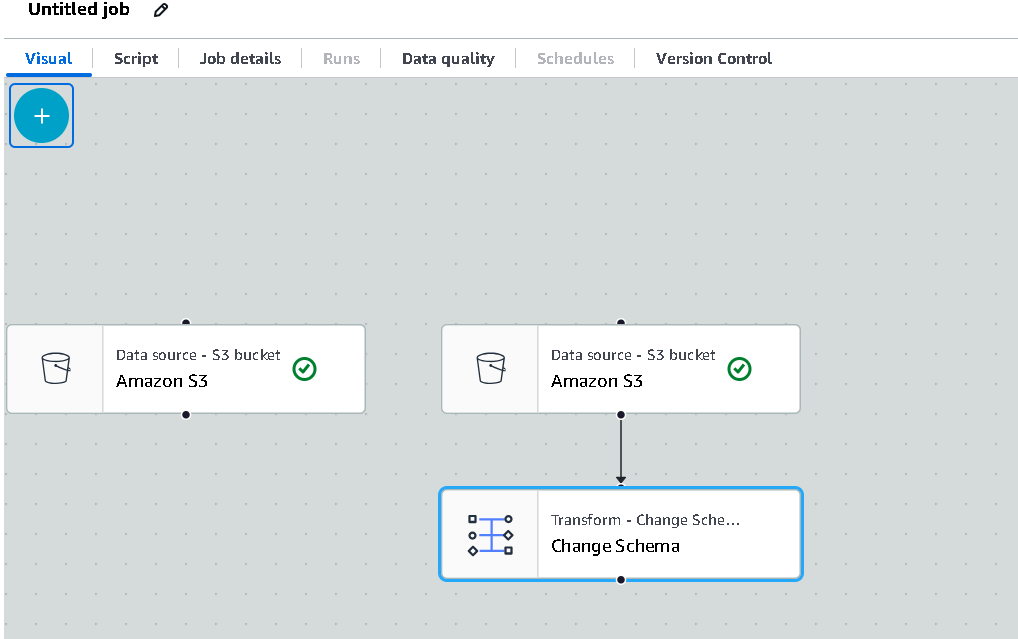 Untitled job
Visual Script Job details Runs Data quality Schedules Version Control
Data source - S3 bucket
Amazon S3
Data source - S3 bucket
Amazon S3
Transform - Change Sche...
Change Schema